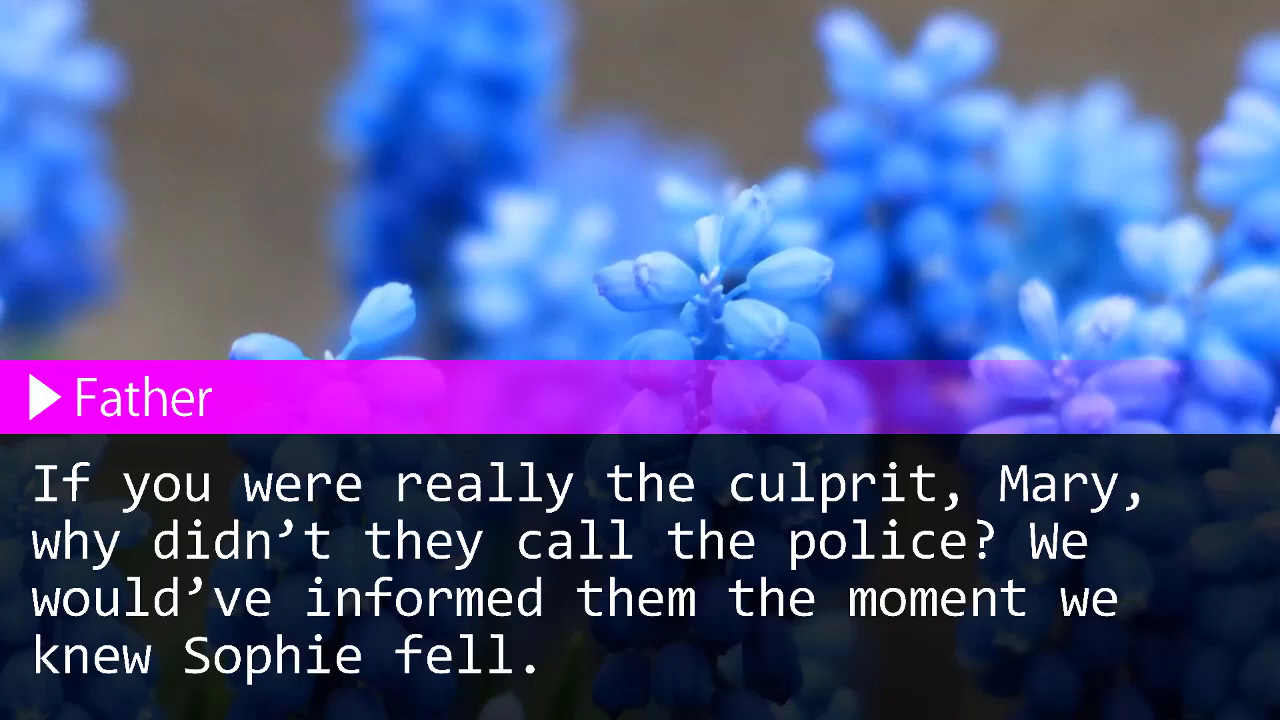 Father
If you were really the culprit, Mary,
why didn’t they call the police? We
would’ve informed them the moment we
knew Sophie fell.